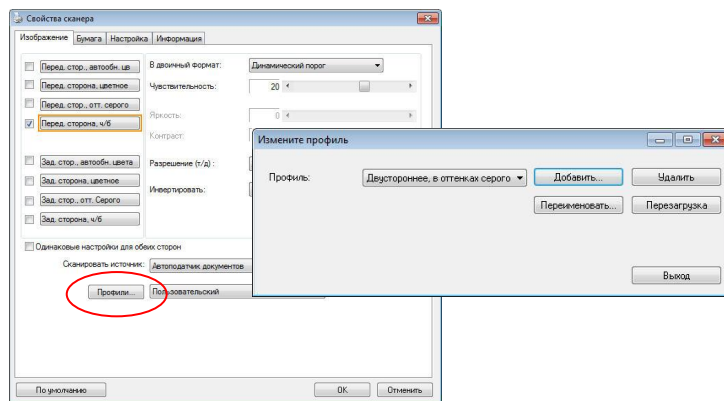 Свойства сканера
Изображение Бумага Настройка Информация
Перед. стор., автообн. цв
В двоичный формат:
Динамический порог
Перед. сторона, цветное
Чувствительность:
20
Перед. стор., отт. серого
Яркость:
0
Перед. сторона, ч/б
Контраст:
Зад. стор., автообн. цвета
Разрешение (т/д) :
Зад. сторона, цветное
Инвертировать:
Зад. стор., отт. Серого
Зад. сторона, ч/б
Одинаковые настройки для обеих сторон
Сканировать источник:
Автоподатчик документов
Профили...
Пользовательский
По умолчанию
OK
Отменить
Измените профиль
Профиль:
Двустороннее, в оттенках серого
Добавить...
Удалить
Переименовать...
Перезагрузка
Выход